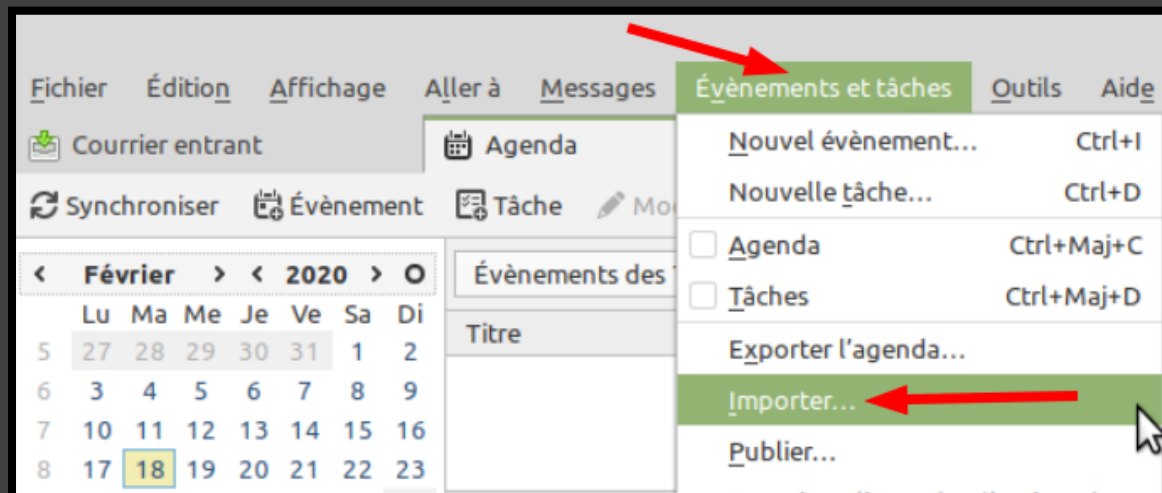 Fichier Édition Affichage Aller à Messages Évènements et tâches Outils Aide
Courrier entrant Agenda
Synchroniser Évènement Tâche
Nouvel évènement... Ctrl+I
Nouvelle tâche... Ctrl+D
Agenda Ctrl+Maj+C
Tâches Ctrl+Maj+D
Exporter l'agenda...
Importer...
Publier...
< Février > < 2020 > O
Lu Ma Me Je Ve Sa Di
5 27 28 29 30 31 1 2
6 3 4 5 6 7 8 9
7 10 11 12 13 14 15 16
8 17 18 19 20 21 22 23
Évènements des
Titre